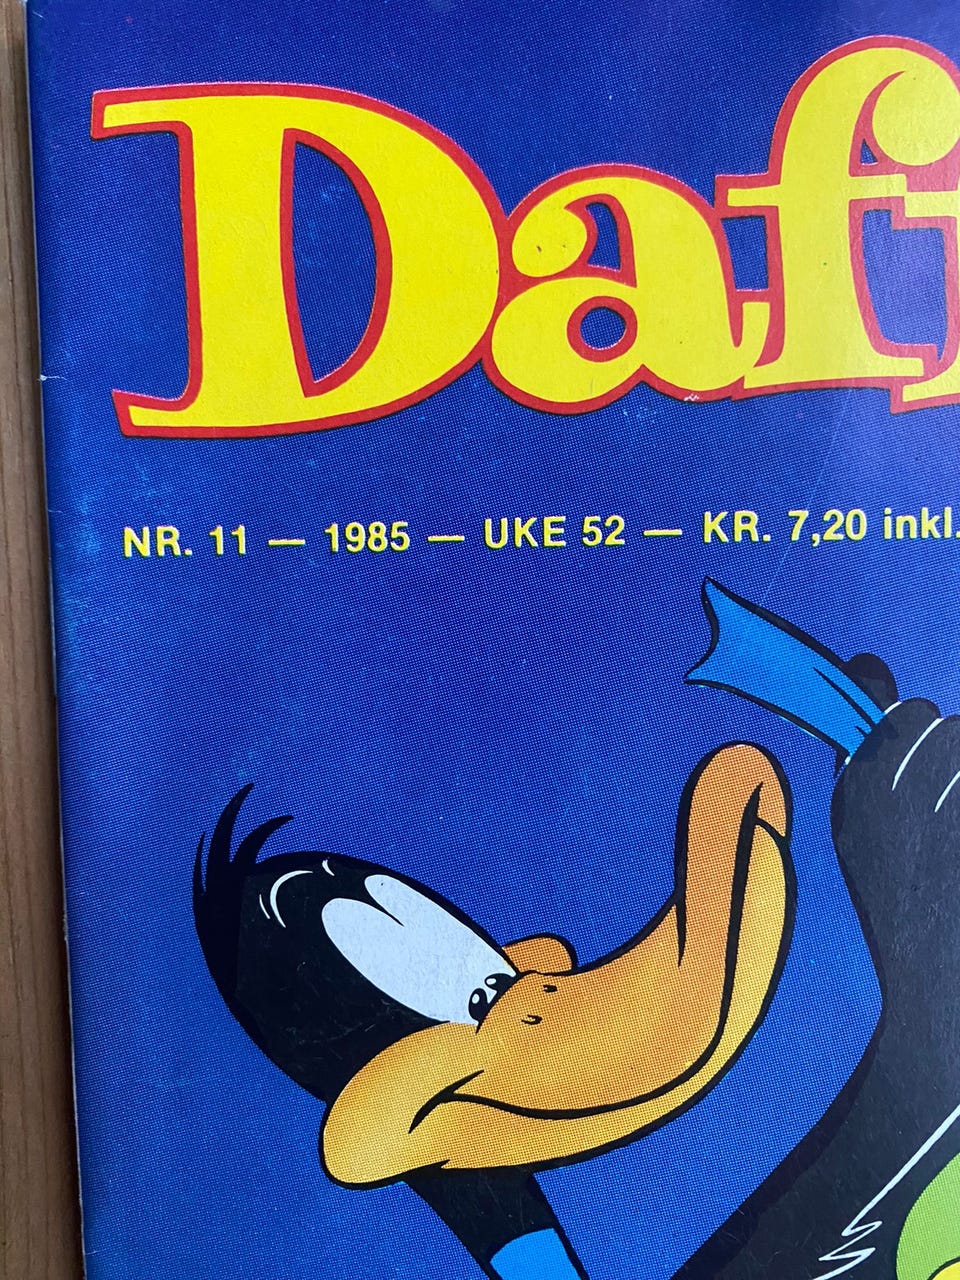 Daf
NR. 11 — 1985 — UKE 52 — KR. 7,20 inkl.